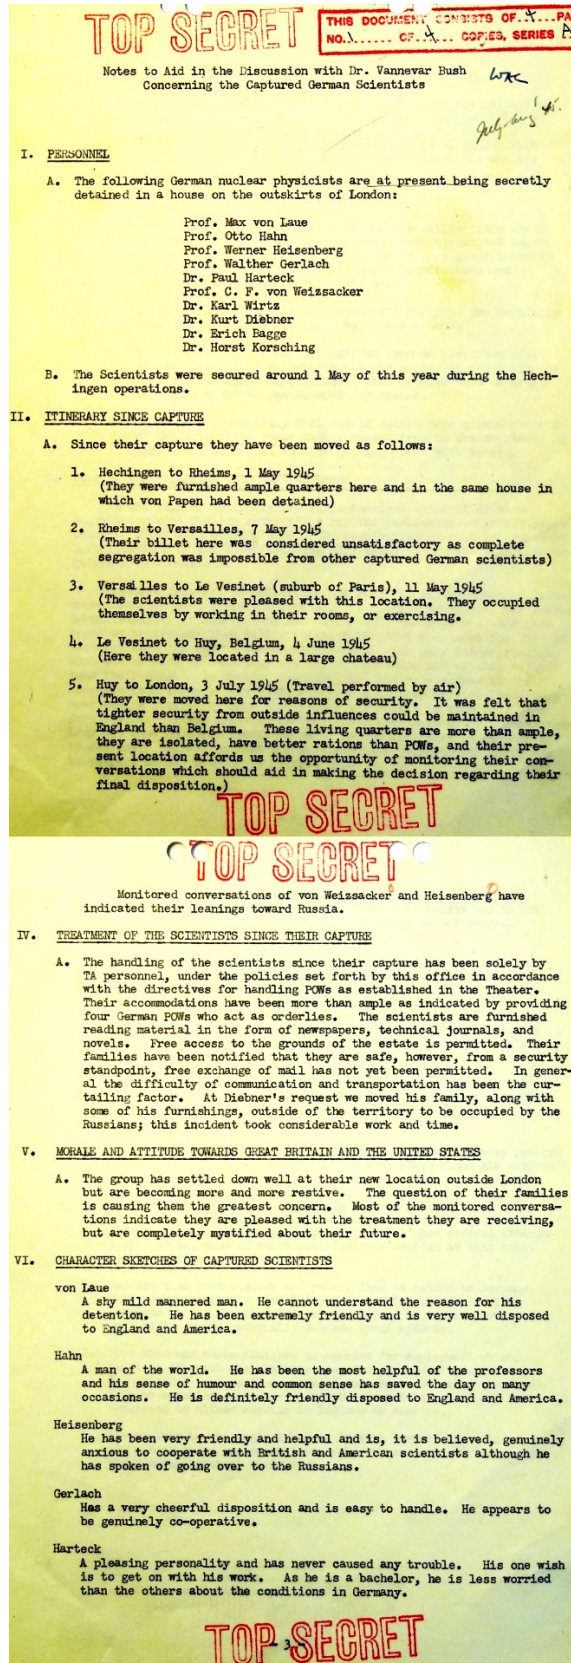 TOP SECRET
THIS DOCUMENT CONSISTS OF..4...PA
NO.1...... OF..4... COPIES, SERIES A
Notes to Aid in the Discussion with Dr. Vannevar Bush
Concerning the Captured German Scientists
WAC
July-Aug '45.
I. PERSONNEL
A. The following German nuclear physicists are at present being secretly
detained in a house on the outskirts of London:
Prof. Max von Laue
Prof. Otto Hahn
Prof. Werner Heisenberg
Prof. Walther Gerlach
Dr. Paul Harteck
Prof. C. F. von Weizsacker
Dr. Karl Wirtz
Dr. Kurt Diebner
Dr. Erich Bagge
Dr. Horst Korsching
B. The Scientists were secured around 1 May of this year during the Hech-
ingen operations.
II. ITINERARY SINCE CAPTURE
A. Since their capture they have been moved as follows:
1. Hechingen to Rheims, 1 May 1945
(They were furnished ample quarters here and in the same house in
which von Papen had been detained)
2. Rheims to Versailles, 7 May 1945
(Their billet here was considered unsatisfactory as complete
segregation was impossible from other captured German scientists)
3. Versailles to Le Vesinet (suburb of Paris), 11 May 1945
(The scientists were pleased with this location. They occupied
themselves by working in their rooms, or exercising.
4. Le Vesinet to Huy, Belgium, 4 June 1945
(Here they were located in a large chateau)
5. Huy to London, 3 July 1945 (Travel performed by air)
(They were moved here for reasons of security. It was felt that
tighter security from outside influences could be maintained in
England than Belgium. These living quarters are more than ample,
they are isolated, have better rations than POWs, and their pre-
sent location affords us the opportunity of monitoring their con-
versations which should aid in making the decision regarding their
final disposition.)
TOP SECRET
TOP SECRET
Monitored conversations of von Weizsacker and Heisenberg have
indicated their leanings toward Russia.
IV. TREATMENT OF THE SCIENTISTS SINCE THEIR CAPTURE
A. The handling of the scientists since their capture has been solely by
TA personnel, under the policies set forth by this office in accordance
with the directives for handling POWs as established in the Theater.
Their accommodations have been more than ample as indicated by providing
four German POWs who act as orderlies. The scientists are furnished
reading material in the form of newspapers, technical journals, and
novels. Free access to the grounds of the estate is permitted. Their
families have been notified that they are safe, however, from a security
standpoint, free exchange of mail has not yet been permitted. In gener-
al the difficulty of communication and transportation has been the cur-
tailing factor. At Diebner's request we moved his family, along with
some of his furnishings, outside of the territory to be occupied by the
Russians; this incident took considerable work and time.
V. MORALE AND ATTITUDE TOWARDS GREAT BRITAIN AND THE UNITED STATES
A. The group has settled down well at their new location outside London
but are becoming more and more restive. The question of their families
is causing them the greatest concern. Most of the monitored conversa-
tions indicate they are pleased with the treatment they are receiving,
but are completely mystified about their future.
VI. CHARACTER SKETCHES OF CAPTURED SCIENTISTS
von Laue
A shy mild mannered man. He cannot understand the reason for his
detention. He has been extremely friendly and is very well disposed
to England and America.
Hahn
A man of the world. He has been the most helpful of the professors
and his sense of humour and common sense has saved the day on many
occasions. He is definitely friendly disposed to England and America.
Heisenberg
He has been very friendly and helpful and is, it is believed, genuinely
anxious to cooperate with British and American scientists although he
has spoken of going over to the Russians.
Gerlach
Has a very cheerful disposition and is easy to handle. He appears to
be genuinely co-operative.
Harteck
A pleasing personality and has never caused any trouble. His one wish
is to get on with his work. As he is a bachelor, he is less worried
than the others about the conditions in Germany.
TOP SECRET
- 3 -